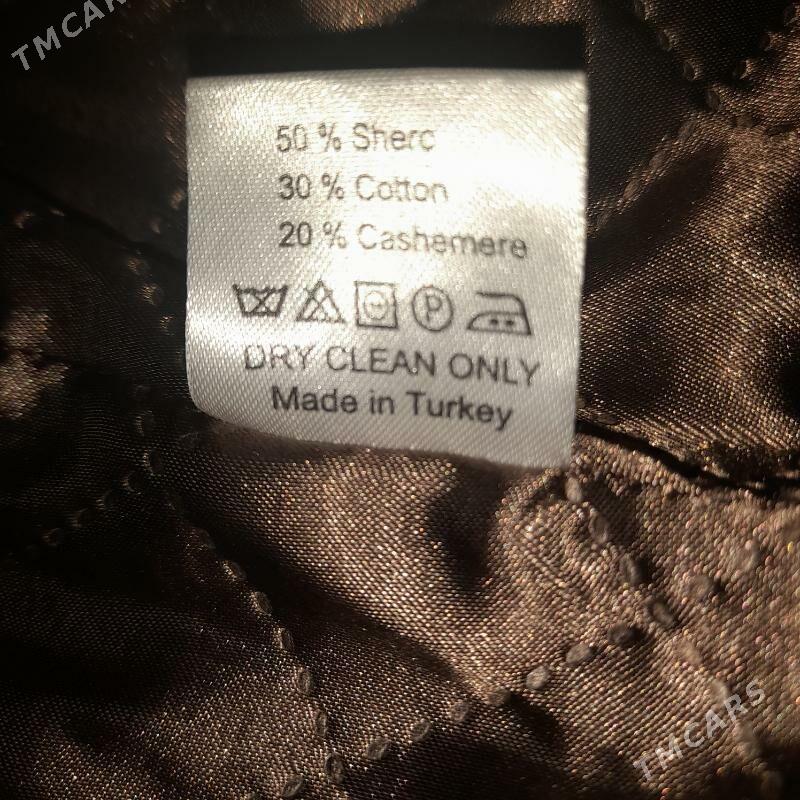 TMCARS
50 % Sherc
30 % Cotton
20 % Cashemere
P
DRY CLEAN ONLY
Made in Turkey
TMCARS